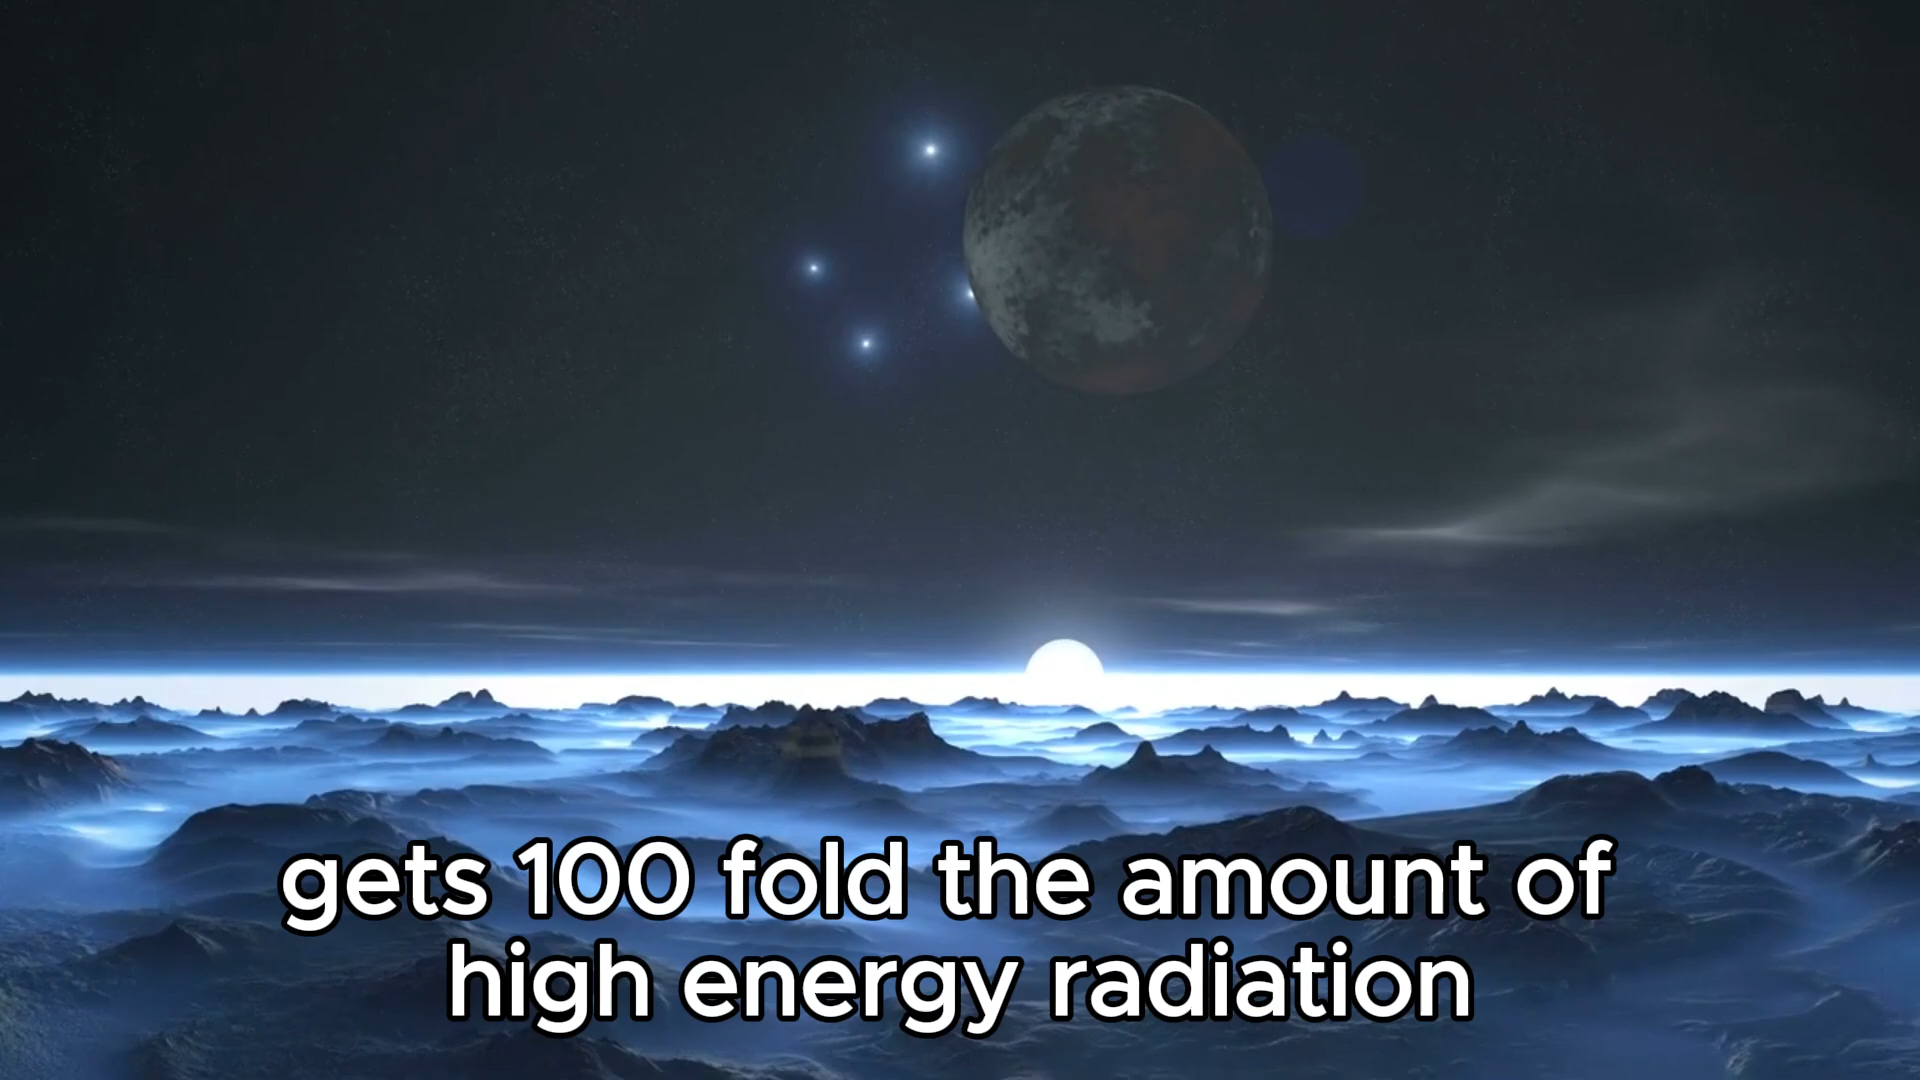 gets 100 fold the amount of
high energy radiation